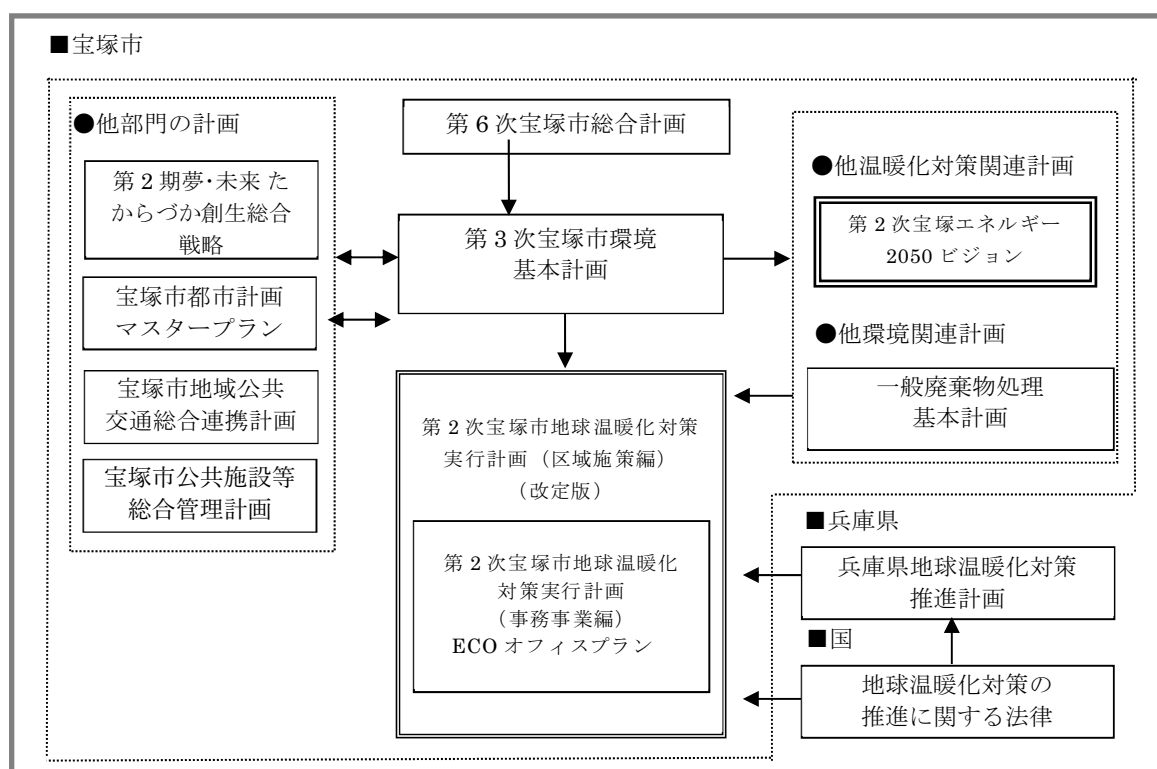 ■宝塚市
●他部門の計画
第2期夢・未来 た
からづか創生総合
戦略
宝塚市都市計画
マスタープラン
宝塚市地域公共
交通総合連携計画
宝塚市公共施設等
総合管理計画
第6次宝塚市総合計画
第3次宝塚市環境
基本計画
第2次宝塚市地球温暖化対策
実行計画（区域施策編）
（改定版）
第2次宝塚市地球温暖化
対策実行計画
（事務事業編）
ECOオフィスプラン
●他温暖化対策関連計画
第2次宝塚エネルギー
2050ビジョン
●他環境関連計画
一般廃棄物処理
基本計画
■兵庫県
兵庫県地球温暖化対策
推進計画
■国
地球温暖化対策の
推進に関する法律